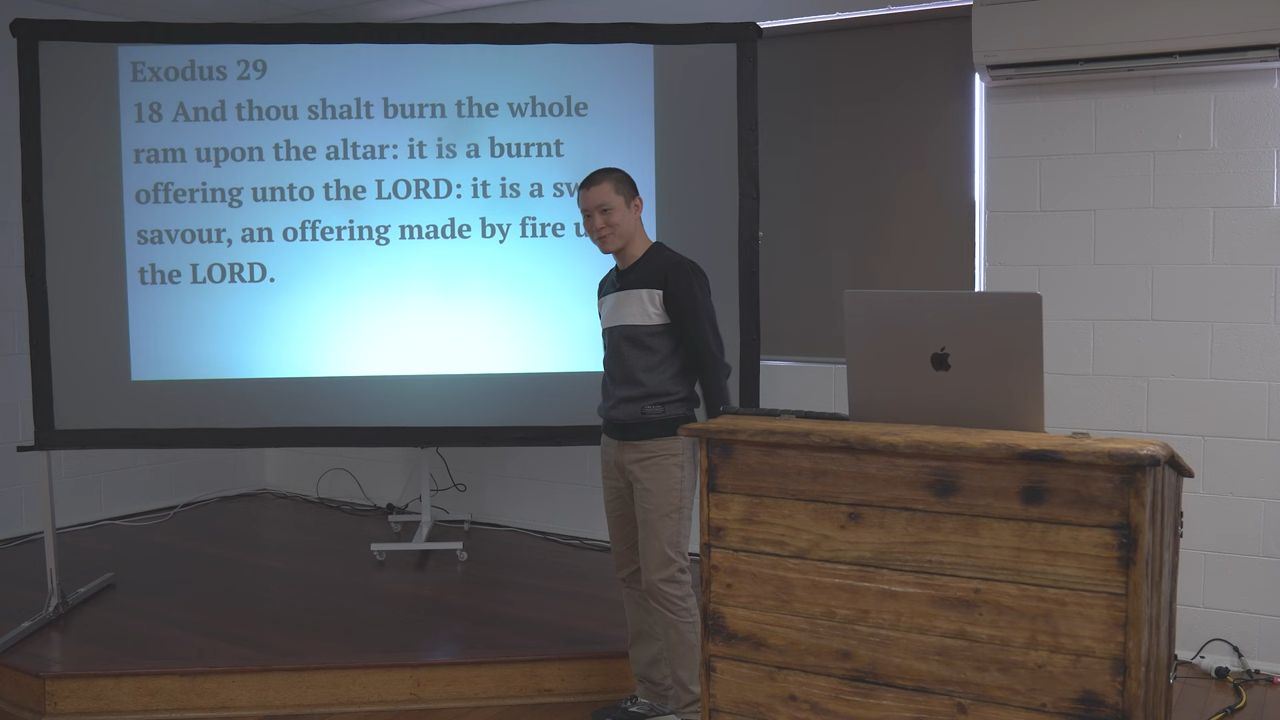 Exodus 29
18 And thou shalt burn the whole
ram upon the altar: it is a burnt
offering unto the LORD: it is a
savour, an offering made by fire
the LORD.